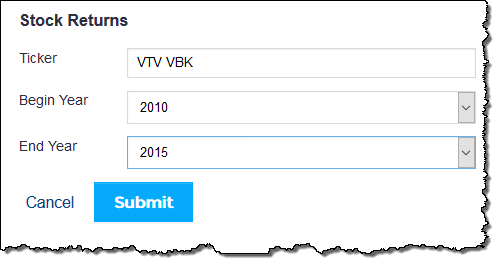 Stock Returns
Ticker VTV VBK
Begin Year 2010
End Year 2015
Cancel Submit